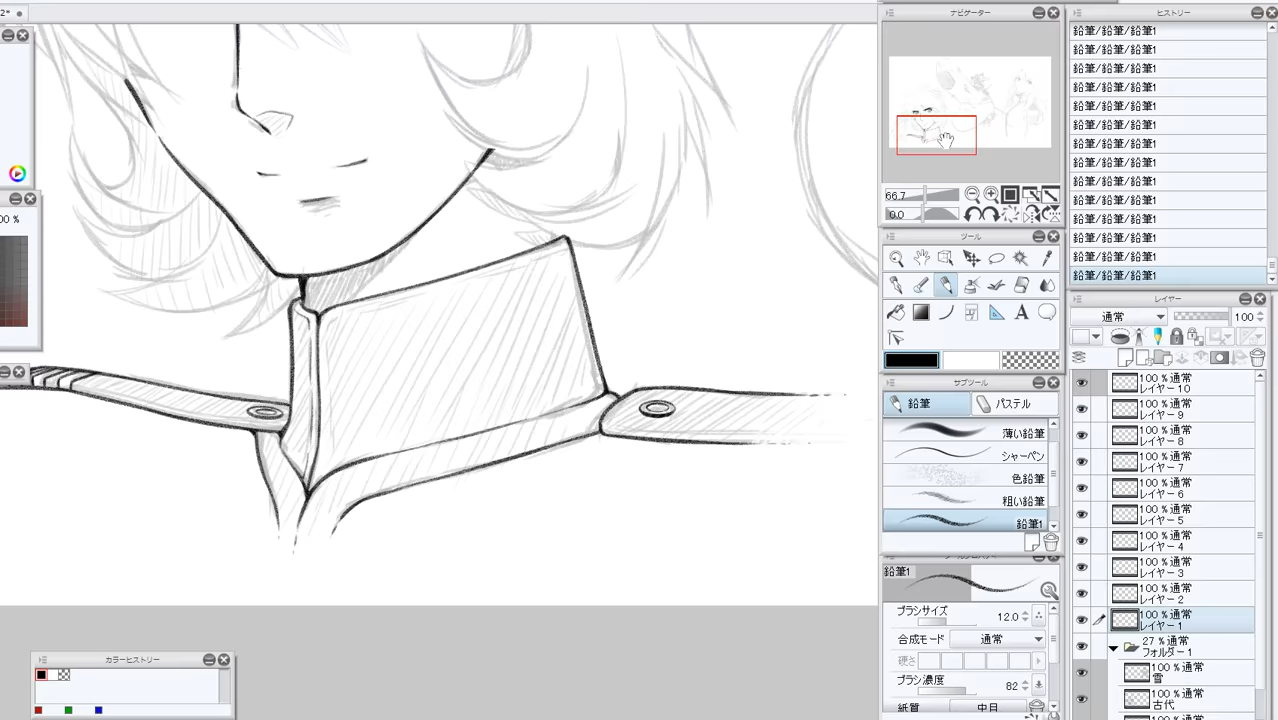 2*
00 %
ナビゲーター
66.7
0.0
ツール
サブツール
鉛筆
パステル
薄い鉛筆
シャーペン
色鉛筆
粗い鉛筆
鉛筆1
鉛筆1
ブラシサイズ
12.0
合成モード
通常
硬さ
ブラシ濃度
82
紙質
中目
ヒストリー
鉛筆/鉛筆/鉛筆1
鉛筆/鉛筆/鉛筆1
鉛筆/鉛筆/鉛筆1
鉛筆/鉛筆/鉛筆1
鉛筆/鉛筆/鉛筆1
鉛筆/鉛筆/鉛筆1
鉛筆/鉛筆/鉛筆1
鉛筆/鉛筆/鉛筆1
鉛筆/鉛筆/鉛筆1
鉛筆/鉛筆/鉛筆1
鉛筆/鉛筆/鉛筆1
鉛筆/鉛筆/鉛筆1
鉛筆/鉛筆/鉛筆1
鉛筆/鉛筆/鉛筆1
レイヤー
通常
100
100 % 通常
レイヤー 10
100 % 通常
レイヤー 9
100 % 通常
レイヤー 8
100 % 通常
レイヤー 7
100 % 通常
レイヤー 6
100 % 通常
レイヤー 5
100 % 通常
レイヤー 4
100 % 通常
レイヤー 3
100 % 通常
レイヤー 2
100 % 通常
レイヤー 1
27 % 通常
フォルダー 1
100 % 通常
雪
100 % 通常
古代
カラーヒストリー